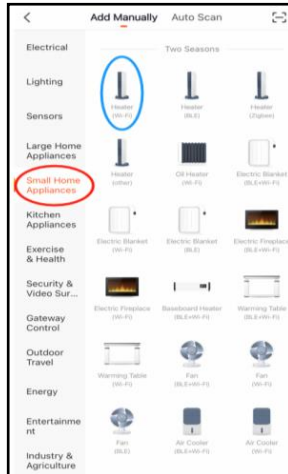 Add Manually Auto Scan
Electrical
Lighting
Sensors
Large Home
Appliances
Small Home
Appliances
Kitchen
Appliances
Exercise
& Health
Security &
Video Sur...
Gateway
Control
Outdoor
Travel
Energy
Entertainme
nt
Industry &
Agriculture
Two Seasons
Heater Heater Heater
(Wi-Fi) (BLE) (Zigbee)
Heater Oil Heater Electric Blanket
(other) (Wi-Fi) (BLE+Wi-Fi)
Electric Blanket Electric Blanket Electric Fireplace
(Wi-Fi) (BLE) (BLE+Wi-Fi)
Electric Fireplace Baseboard Heater Warming Table
(Wi-Fi) (BLE+Wi-Fi) (BLE+Wi-Fi)
Warming Table Fan Fan
(Wi-Fi) (BLE+Wi-Fi) (Wi-Fi)
Fan Air Cooler Air Cooler
(BLE) (BLE+Wi-Fi) (Wi-Fi)